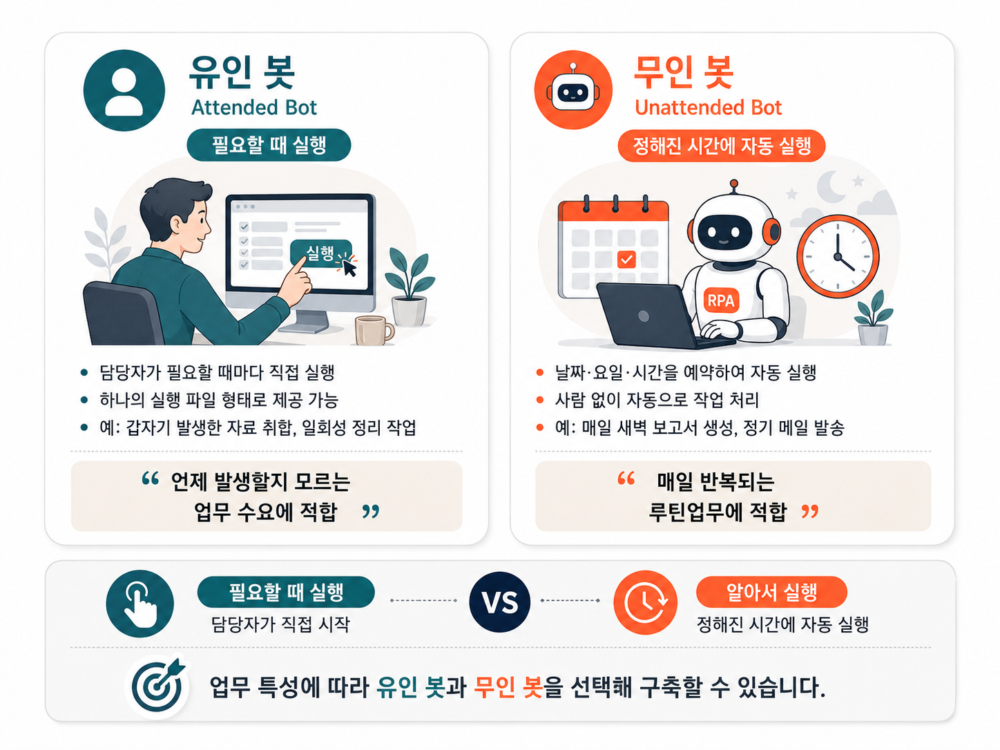 유인 봇
Attended Bot
필요할 때 실행
실행
담당자가 필요할 때마다 직접 실행
하나의 실행 파일 형태로 제공 가능
예: 갑자기 발생한 자료 취합, 일회성 정리 작업
“ 언제 발생할지 모르는
업무 수요에 적합 ”
무인 봇
Unattended Bot
정해진 시간에 자동 실행
RPA
날짜·요일·시간을 예약하여 자동 실행
사람 없이 자동으로 작업 처리
예: 매일 새벽 보고서 생성, 정기 메일 발송
“ 매일 반복되는
루틴업무에 적합 ”
필요할 때 실행
담당자가 직접 시작
VS
알아서 실행
정해진 시간에 자동 실행
업무 특성에 따라 유인 봇과 무인 봇을 선택해 구축할 수 있습니다.